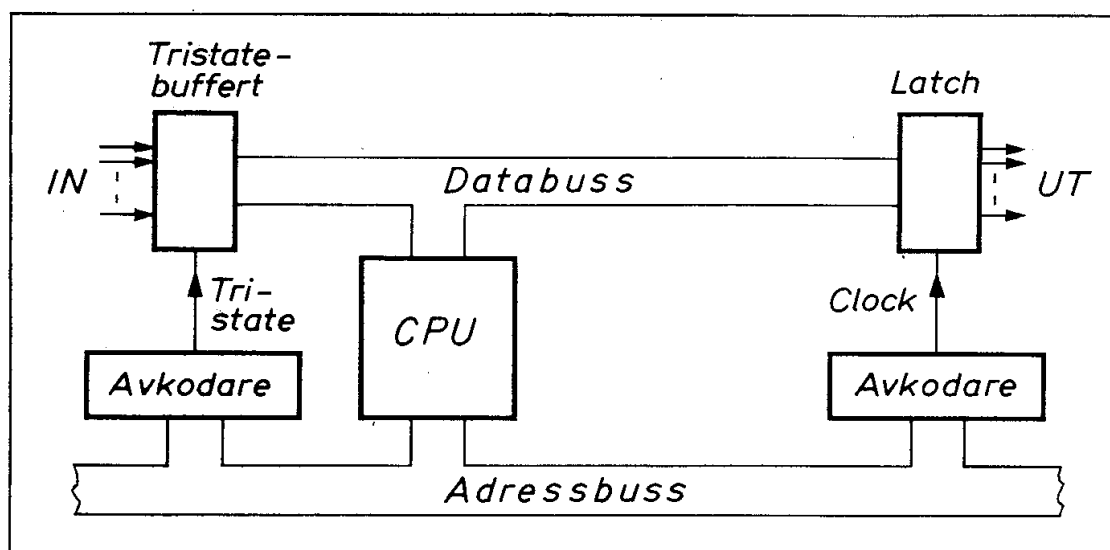 Tristate-
buffert
Latch
IN
Databuss
UT
Tri-
state
CPU
Clock
Avkodare
Avkodare
Adressbuss